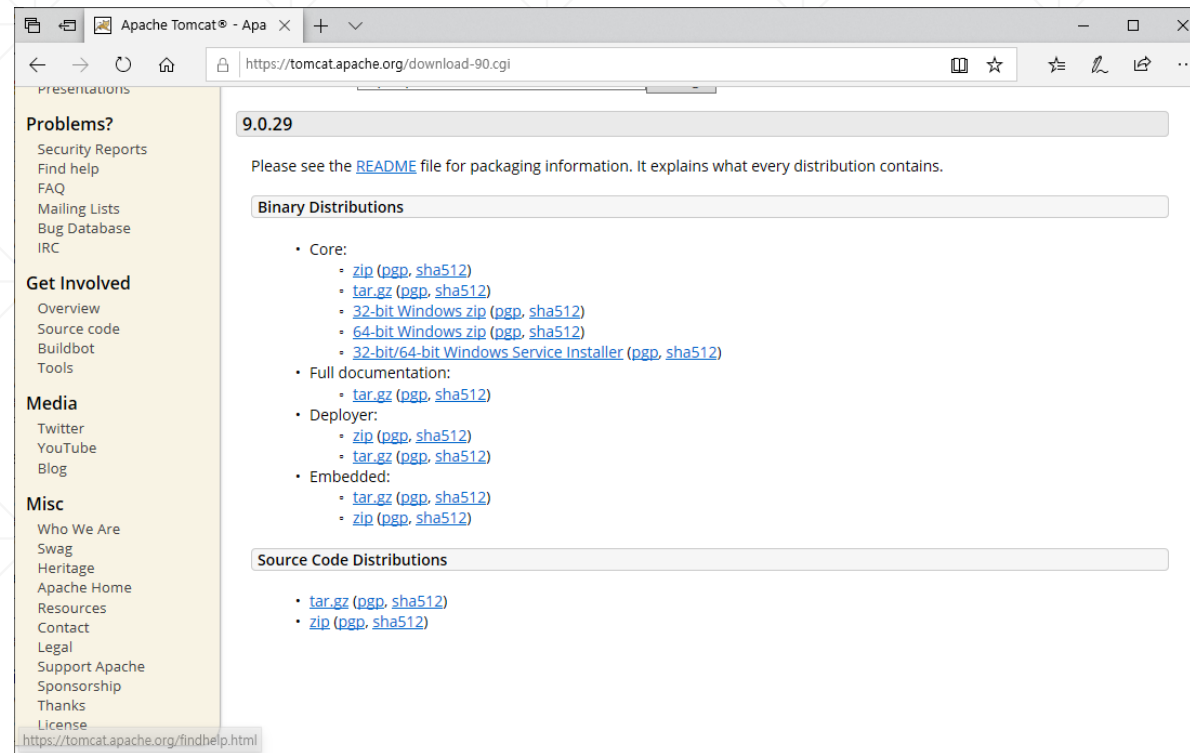 Apache Tomcat® - Apa
https://tomcat.apache.org/download-90.cgi
Presentations
Problems?
Security Reports
Find help
FAQ
Mailing Lists
Bug Database
IRC
Get Involved
Overview
Source code
Buildbot
Tools
Media
Twitter
YouTube
Blog
Misc
Who We Are
Swag
Heritage
Apache Home
Resources
Contact
Legal
Support Apache
Sponsorship
Thanks
License
https://tomcat.apache.org/findhelp.html
9.0.29
Please see the README file for packaging information. It explains what every distribution contains.
Binary Distributions
• Core:
▫ zip (pgp, sha512)
▫ tar.gz (pgp, sha512)
▫ 32-bit Windows zip (pgp, sha512)
▫ 64-bit Windows zip (pgp, sha512)
▫ 32-bit/64-bit Windows Service Installer (pgp, sha512)
• Full documentation:
▫ tar.gz (pgp, sha512)
• Deployer:
▫ zip (pgp, sha512)
▫ tar.gz (pgp, sha512)
• Embedded:
▫ tar.gz (pgp, sha512)
▫ zip (pgp, sha512)
Source Code Distributions
• tar.gz (pgp, sha512)
• zip (pgp, sha512)